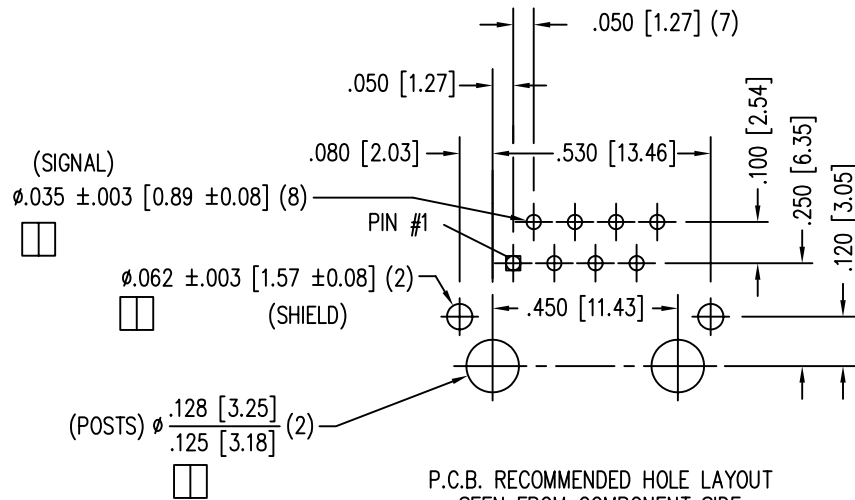 .050 [1.27] (7)
.050 [1.27]
.080 [2.03]
.530 [13.46]
.100 [2.54]
.250 [6.35]
.120 [3.05]
(SIGNAL)
ø.035 ±.003 [0.89 ±0.08] (8)
PIN #1
ø.062 ±.003 [1.57 ±0.08] (2)
(SHIELD)
.450 [11.43]
(POSTS) ø .128 [3.25] (2)
.125 [3.18]
P.C.B. RECOMMENDED HOLE LAYOUT
SEEN FROM COMPONENT SIDE